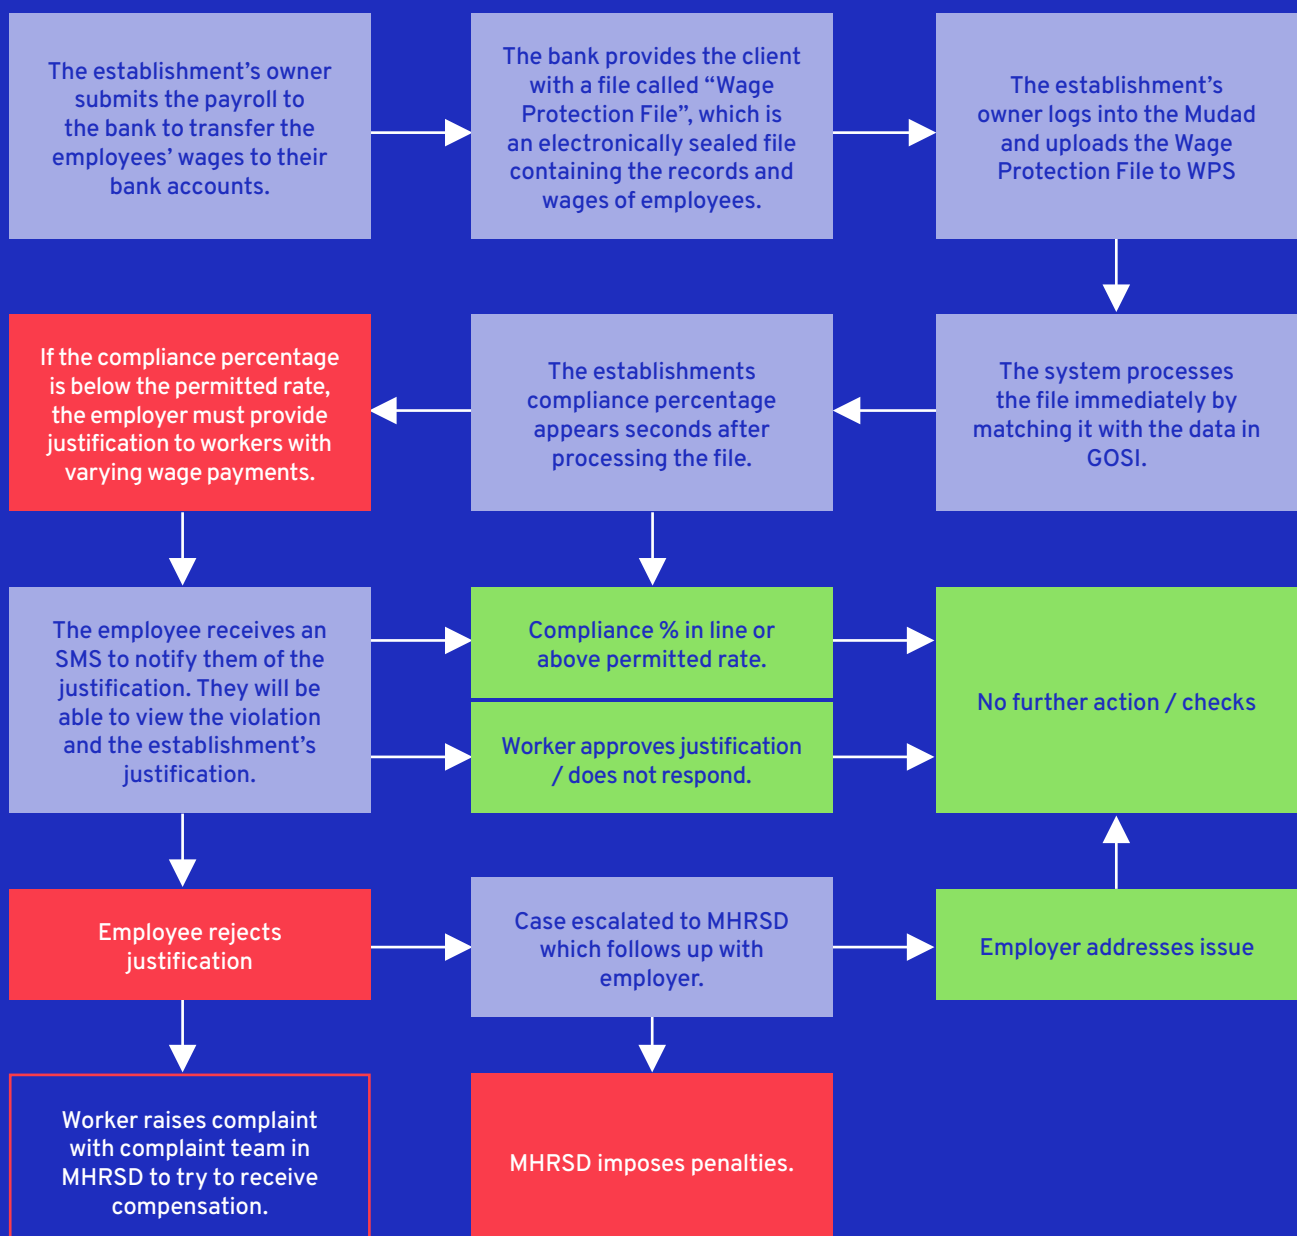 The establishment's owner
submits the payroll to
the bank to transfer the
employees' wages to their
bank accounts.
The bank provides the client
with a file called “Wage
Protection File”, which is
an electronically sealed file
containing the records and
wages of employees.
The establishment's
owner logs into the Mudad
and uploads the Wage
Protection File to WPS
If the compliance percentage
is below the permitted rate,
the employer must provide
justification to workers with
varying wage payments.
The establishments
compliance percentage
appears seconds after
processing the file.
The system processes
the file immediately by
matching it with the data in
GOSI.
The employee receives an
SMS to notify them of the
justification. They will be
able to view the violation
and the establishment's
justification.
Compliance % in line or
above permitted rate.
Worker approves justification
/ does not respond.
No further action / checks
Employee rejects
justification
Case escalated to MHRSD
which follows up with
employer.
Employer addresses issue
Worker raises complaint
with complaint team in
MHRSD to try to receive
compensation.
MHRSD imposes penalties.